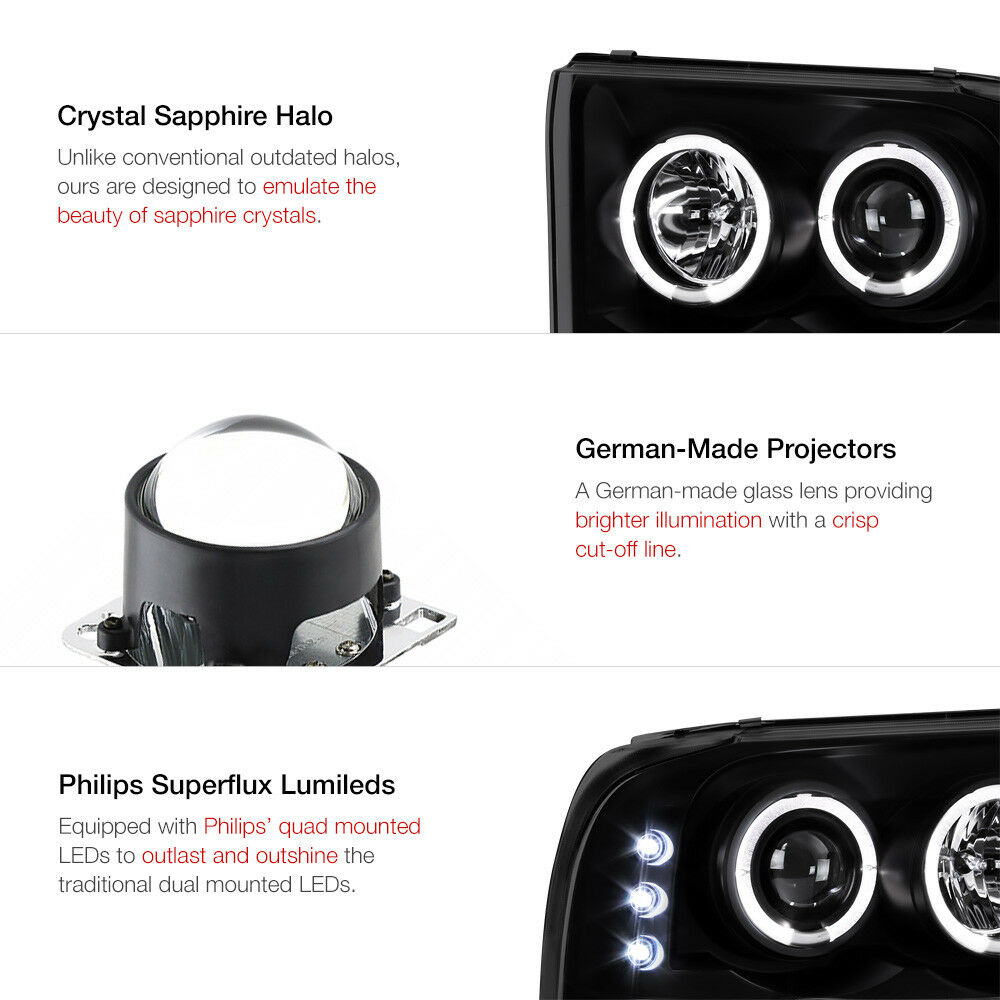 Crystal Sapphire Halo
Unlike conventional outdated halos,
ours are designed to emulate the
beauty of sapphire crystals.
German-Made Projectors
A German-made glass lens providing
brighter illumination with a crisp
cut-off line.
Philips Superflux Lumileds
Equipped with Philips’ quad mounted
LEDs to outlast and outshine the
traditional dual mounted LEDs.